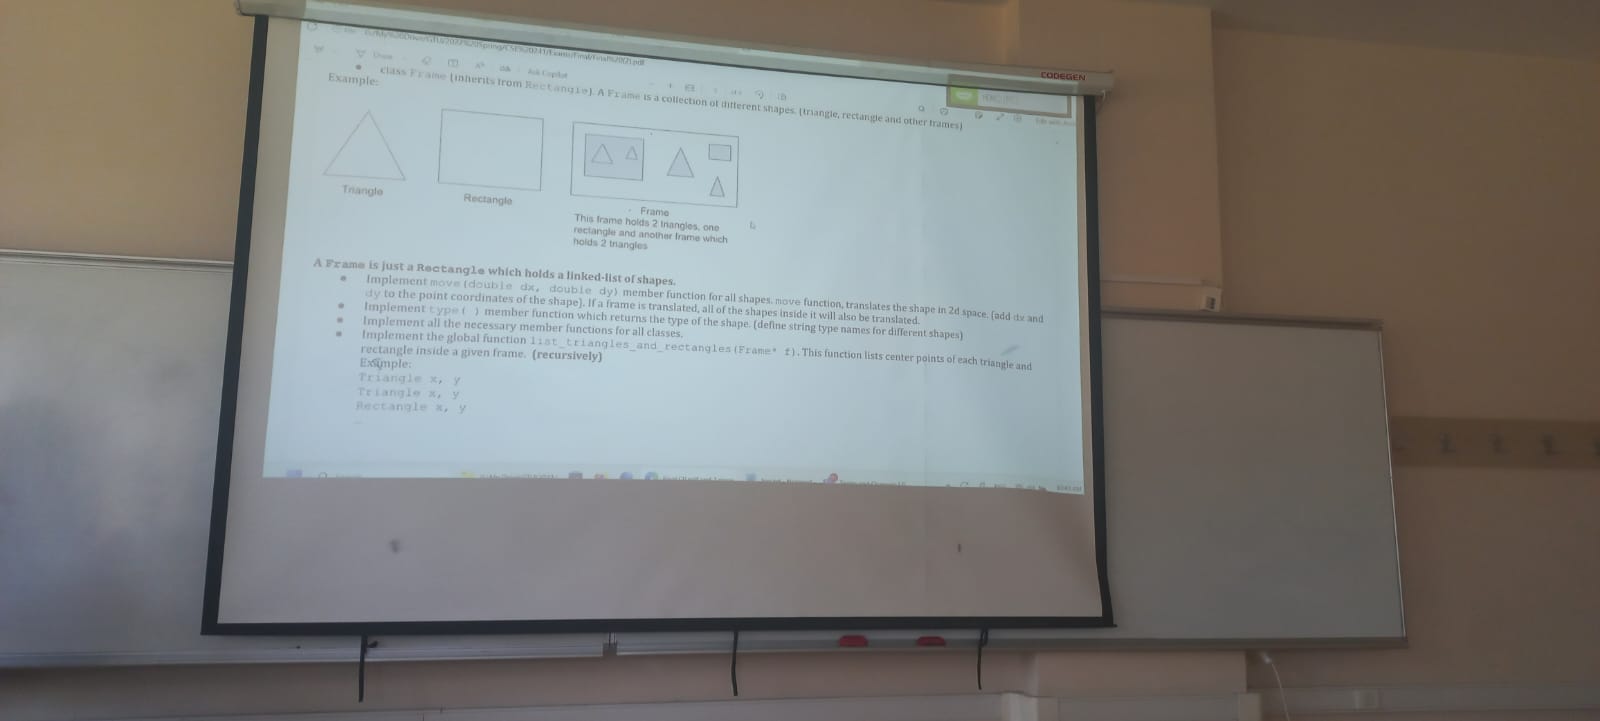 CODEGEN
Ask Copilot
class Frame (inherits from Rectangle). A Frame is a collection of different shapes. (triangle, rectangle and other frames)
Example:
Triangle
Rectangle
Frame
This frame holds 2 triangles, one
rectangle and another frame which
holds 2 triangles
A Frame is just a Rectangle which holds a linked-list of shapes.
Implement move(double dx, double dy) member function for all shapes. move function, translates the shape in 2d space. (add dx and
dy to the point coordinates of the shape). If a frame is translated, all of the shapes inside it will also be translated.
Implement type( ) member function which returns the type of the shape. (define string type names for different shapes)
Implement all the necessary member functions for all classes.
Implement the global function list_triangles_and_rectangles(Frame* f). This function lists center points of each triangle and
rectangle inside a given frame. (recursively)
Example:
Triangle x, y
Triangle x, y
Rectangle x, y